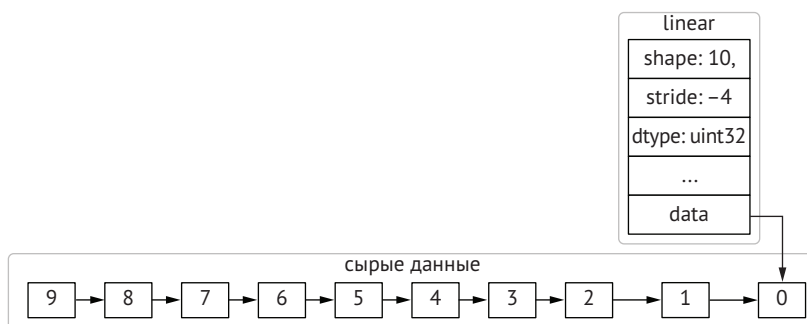 linear
shape: 10,
stride: –4
dtype: uint32
...
data
сырые данные
9 8 7 6 5 4 3 2 1 0